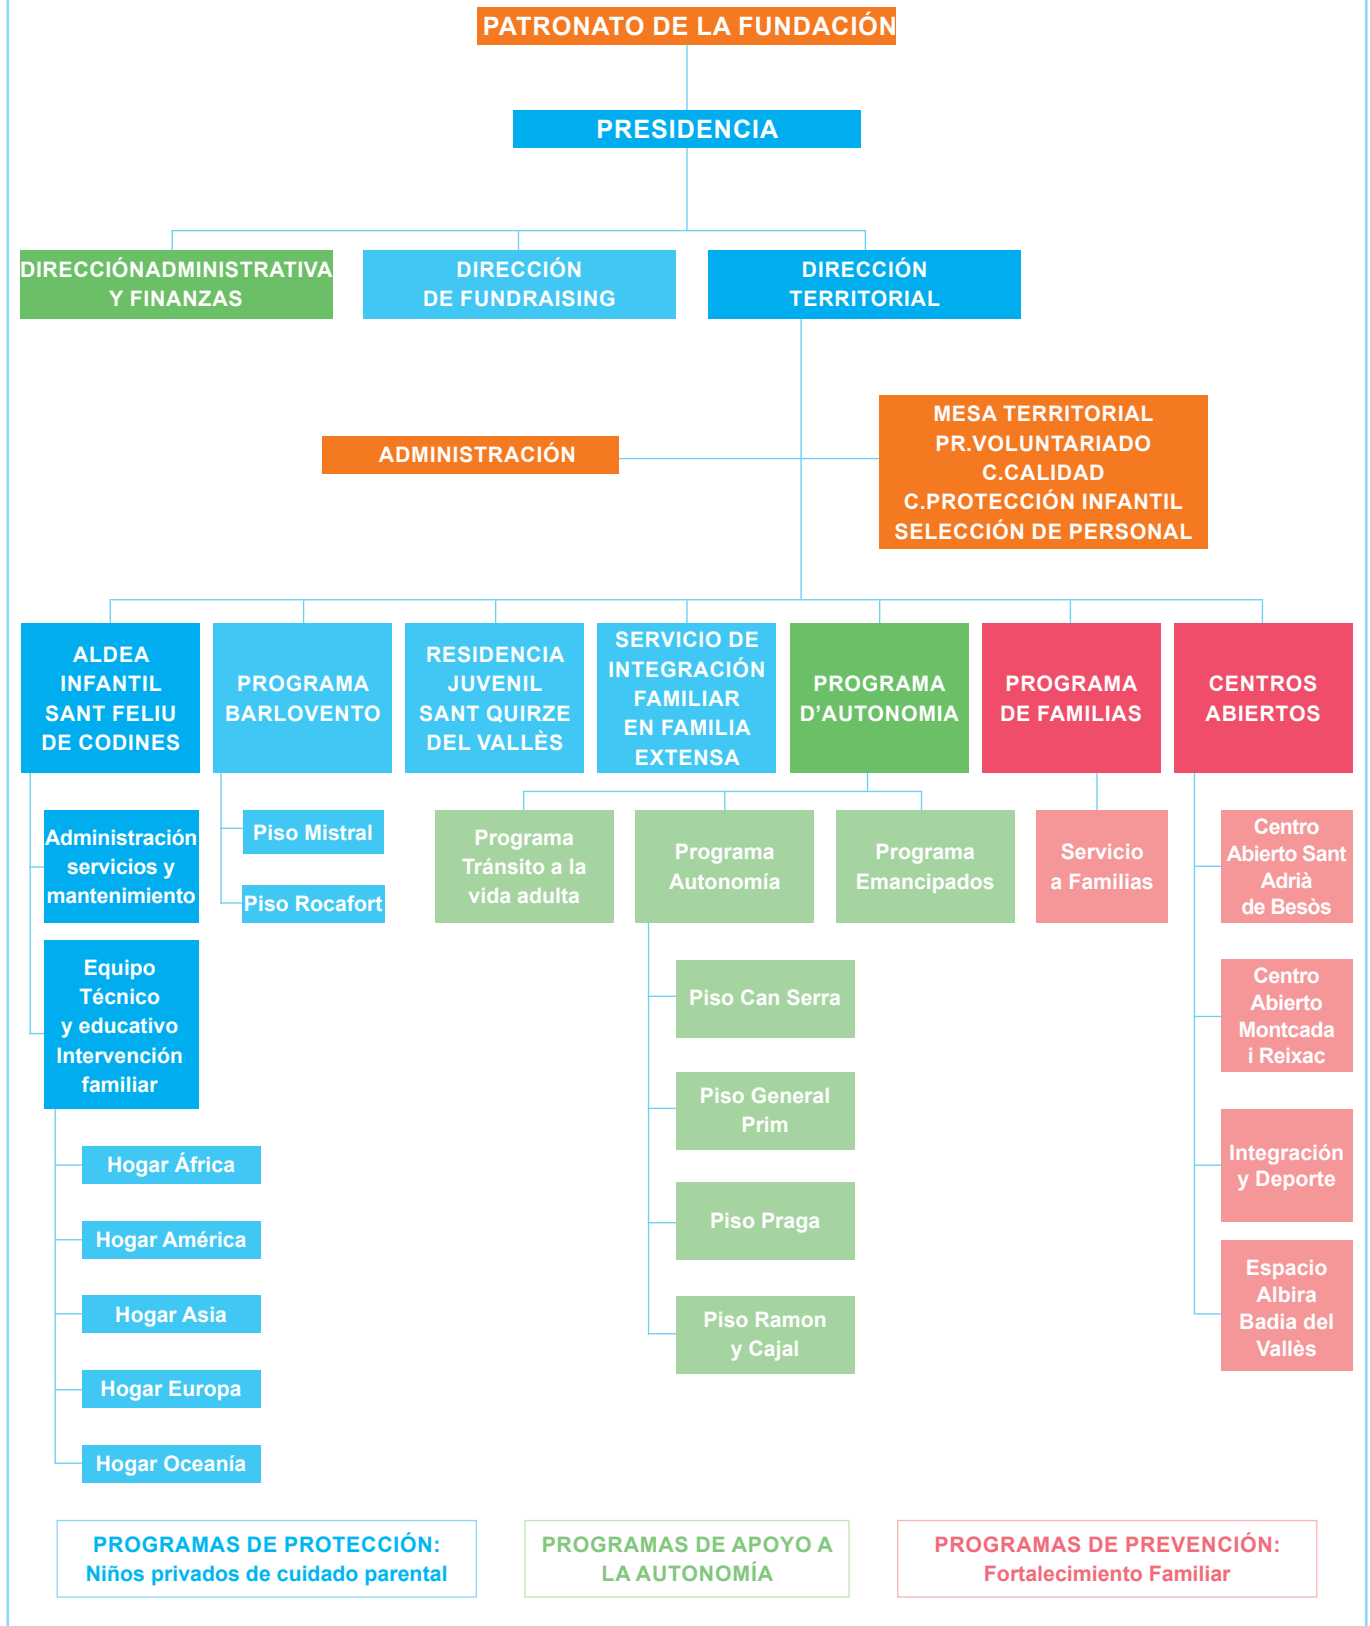 PATRONATO DE LA FUNDACIÓN
PRESIDENCIA
DIRECCIÓNADMINISTRATIVA
Y FINANZAS
DIRECCIÓN
DE FUNDRAISING
DIRECCIÓN
TERRITORIAL
ADMINISTRACIÓN
MESA TERRITORIAL
PR.VOLUNTARIADO
C.CALIDAD
C.PROTECCIÓN INFANTIL
SELECCIÓN DE PERSONAL
ALDEA
INFANTIL
SANT FELIU
DE CODINES
PROGRAMA
BARLOVENTO
RESIDENCIA
JUVENIL
SANT QUIRZE
DEL VALLÈS
SERVICIO DE
INTEGRACIÓN
FAMILIAR
EN FAMILIA
EXTENSA
PROGRAMA
D’AUTONOMIA
PROGRAMA
DE FAMILIAS
CENTROS
ABIERTOS
Administración
servicios y
mantenimiento
Equipo
Técnico
y educativo
Intervención
familiar
Hogar África
Hogar América
Hogar Asia
Hogar Europa
Hogar Oceanía
Piso Mistral
Piso Rocafort
Programa
Tránsito a la
vida adulta
Programa
Autonomía
Programa
Emancipados
Piso Can Serra
Piso General
Prim
Piso Praga
Piso Ramon
y Cajal
Servicio
a Familias
Centro
Abierto Sant
Adrià
de Besòs
Centro
Abierto
Montcada
i Reixac
Integración
y Deporte
Espacio
Albira
Badia del
Vallès
PROGRAMAS DE PROTECCIÓN:
Niños privados de cuidado parental
PROGRAMAS DE APOYO A
LA AUTONOMÍA
PROGRAMAS DE PREVENCIÓN:
Fortalecimiento Familiar